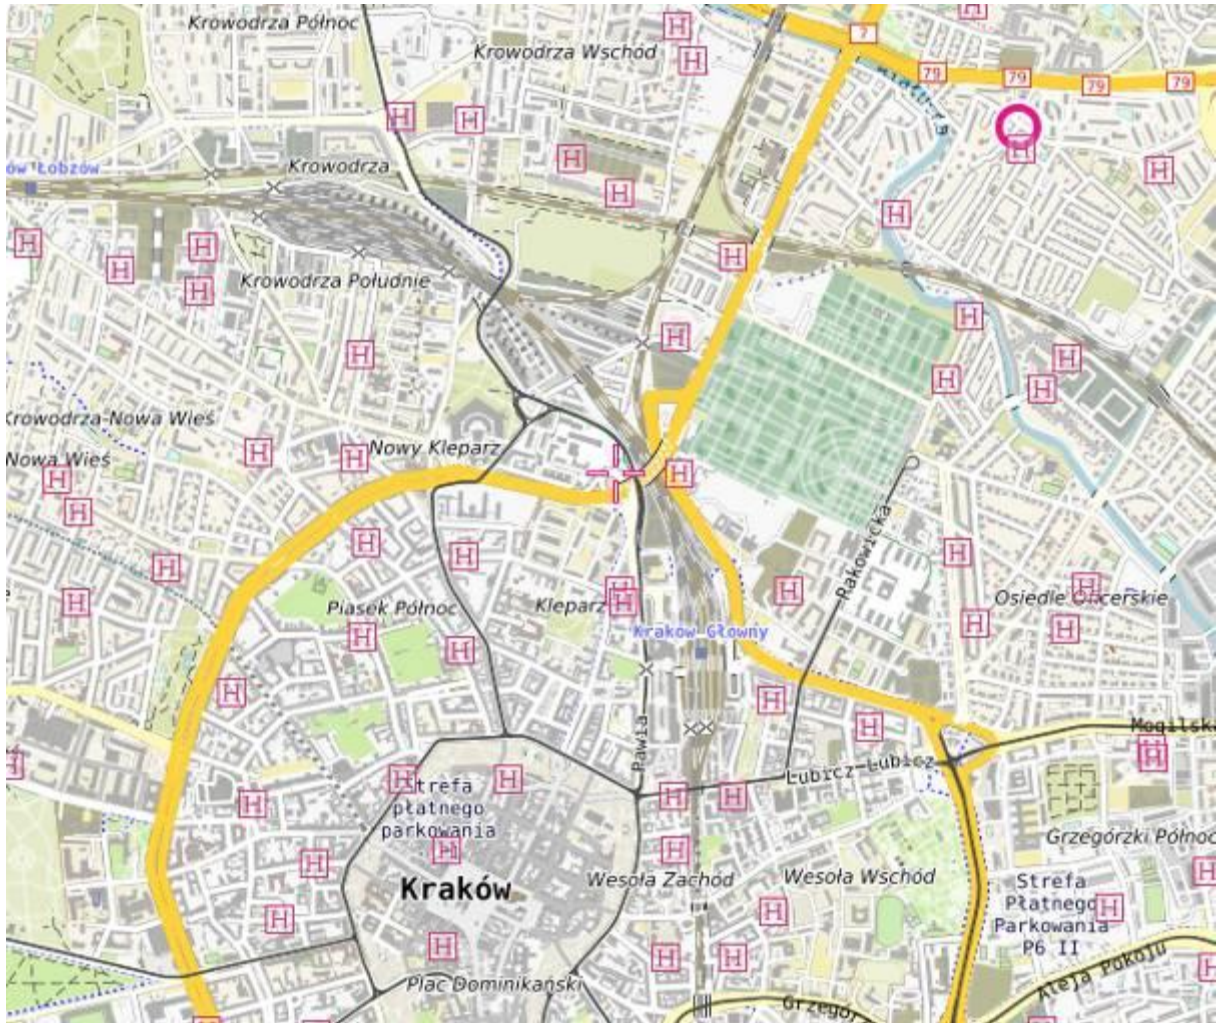 Krowodrza Północ
Krowodrza Wschód
7
79
79
79
79
H
H
H
H
H
H
Krowodrza
ów Łobzów
H
H
H
H
H
H
H
H
H
Krowodrza Południe
H
H
H
H
H
H
Krowodrza-Nowa Wieś
Nowy Kleparz
Nowa Wieś
H
H
H
H
H
Rakowicka
H
H
H
H
H
H
Piasek Północ
Kleparz
H
H
H
Osiedle Oficerskie
H
H
H
H
H
Kraków Główny
H
H
H
Pawia
Mogilska
H
H
Lubicz-Lubicz
H
H
H
H
H
Strefa
płatnego
parkowania
H
H
H
H
Grzegórzki Północ
Kraków
Wesoła Zachód
Wesoła Wschód
H
Strefa
Płatnego
Parkowania
P6 II
H
H
H
H
H
H
H
Plac Dominikański
Aleja Pokoju
Grzegór